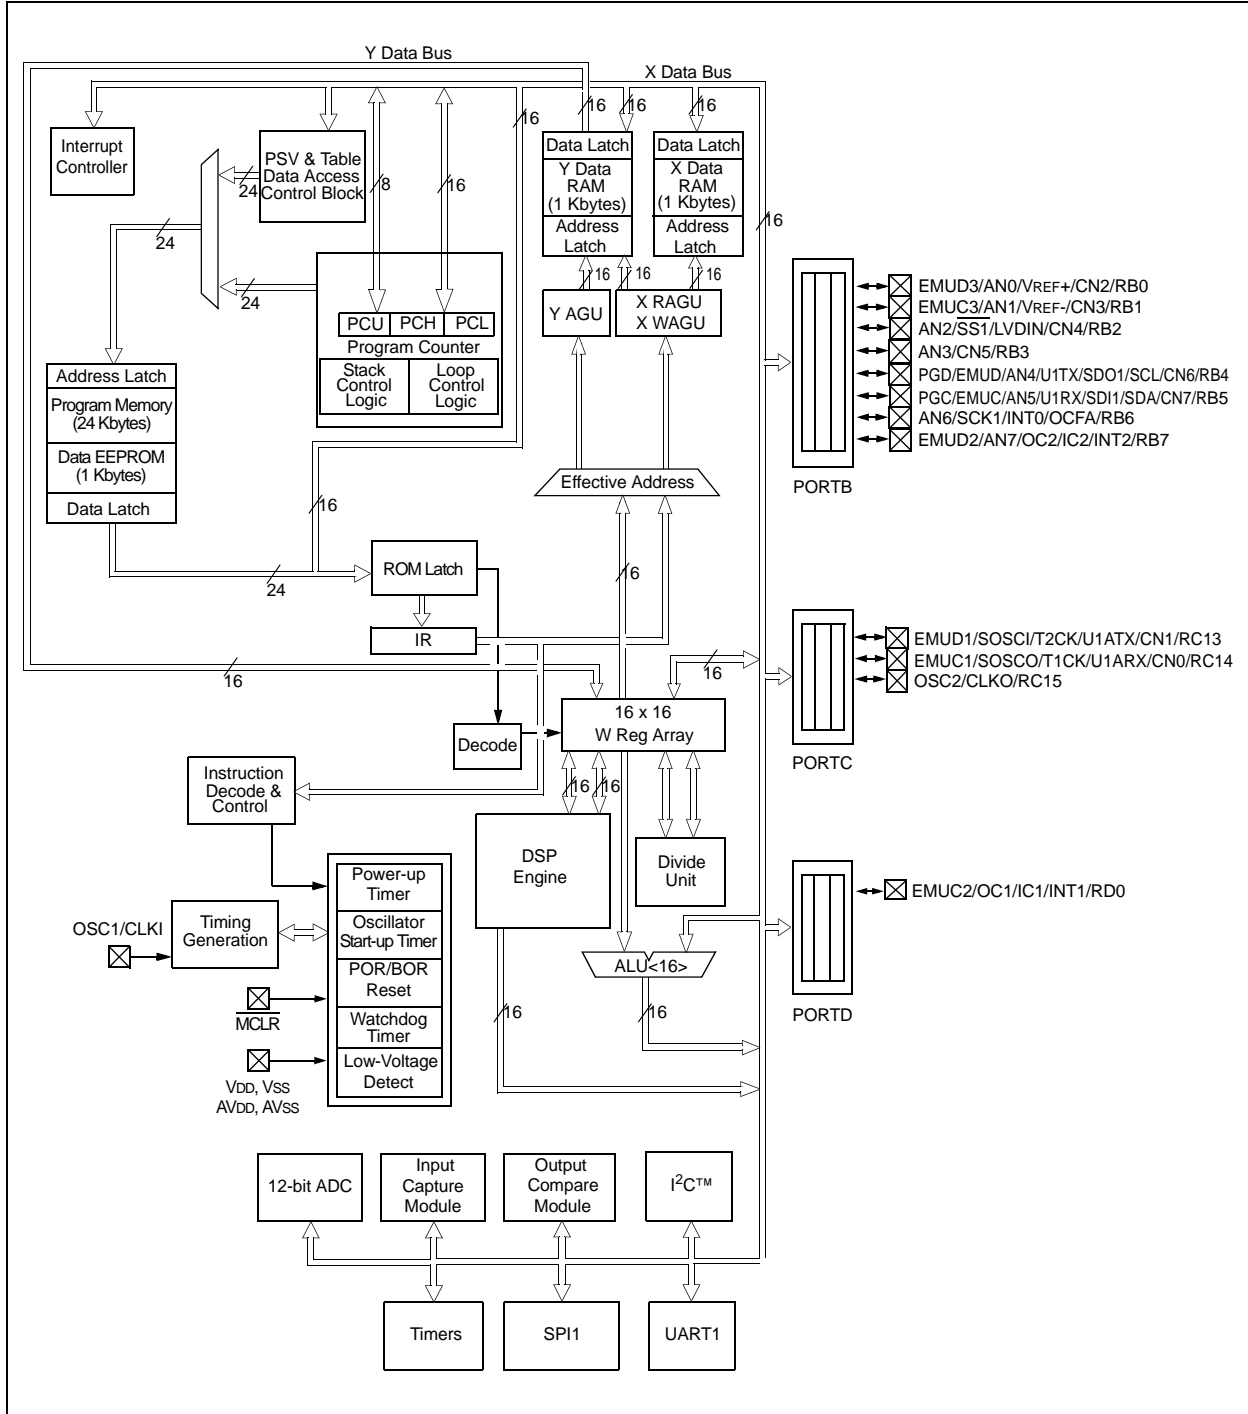 Y Data Bus
X Data Bus
16
16
16
16
Interrupt
Controller
PSV & Table
Data Access
Control Block
24
8
16
Data Latch
Y Data
RAM
(1 Kbytes)
Address
Latch
Data Latch
X Data
RAM
(1 Kbytes)
Address
Latch
16
24
24
16
16
16
Y AGU
X RAGU
X WAGU
PCU
PCH
PCL
Program Counter
Stack
Control
Logic
Loop
Control
Logic
Address Latch
Program Memory
(24 Kbytes)
Data EEPROM
(1 Kbytes)
Data Latch
Effective Address
16
24
ROM Latch
16
IR
16
16
16 x 16
W Reg Array
Decode
Instruction
Decode &
Control
16
16
DSP
Engine
Divide
Unit
Power-up
Timer
Oscillator
Start-up Timer
POR/BOR
Reset
Watchdog
Timer
Low-Voltage
Detect
OSC1/CLKI
Timing
Generation
MCLR
VDD, VSS
AVDD, AVSS
ALU<16>
16
16
EMUD3/AN0/VREF+/CN2/RB0
EMUC3/AN1/VREF-/CN3/RB1
AN2/SS1/LVDIN/CN4/RB2
AN3/CN5/RB3
PGD/EMUD/AN4/U1TX/SDO1/SCL/CN6/RB4
PGC/EMUC/AN5/U1RX/SDI1/SDA/CN7/RB5
AN6/SCK1/INT0/OCFA/RB6
EMUD2/AN7/OC2/IC2/INT2/RB7
PORTB
EMUD1/SOSCI/T2CK/U1ATX/CN1/RC13
EMUC1/SOSCO/T1CK/U1ARX/CN0/RC14
OSC2/CLKO/RC15
PORTC
EMUC2/OC1/IC1/INT1/RD0
PORTD
12-bit ADC
Input
Capture
Module
Output
Compare
Module
I2C™
Timers
SPI1
UART1